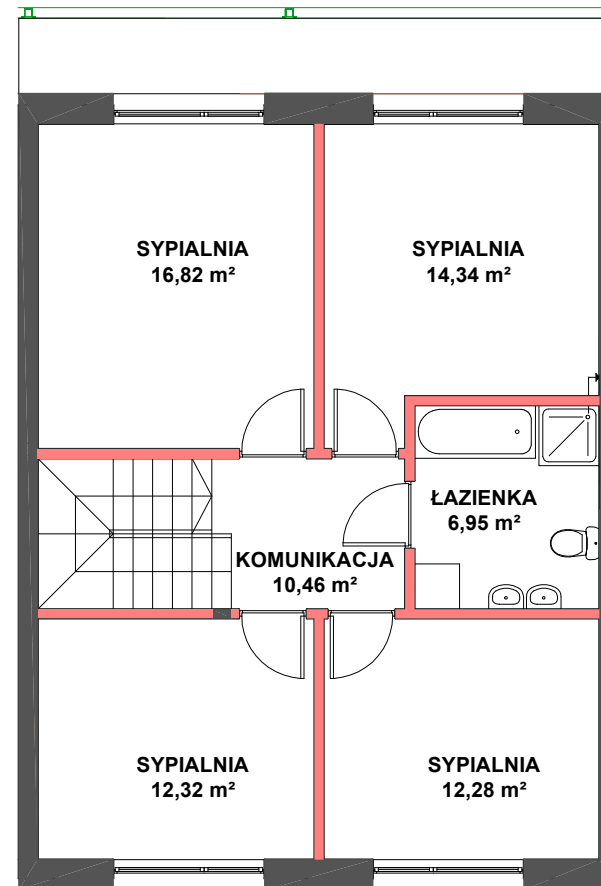 SYPIALNIA
16,82 m²
SYPIALNIA
14,34 m²
ŁAZIENKA
6,95 m²
KOMUNIKACJA
10,46 m²
SYPIALNIA
12,32 m²
SYPIALNIA
12,28 m²